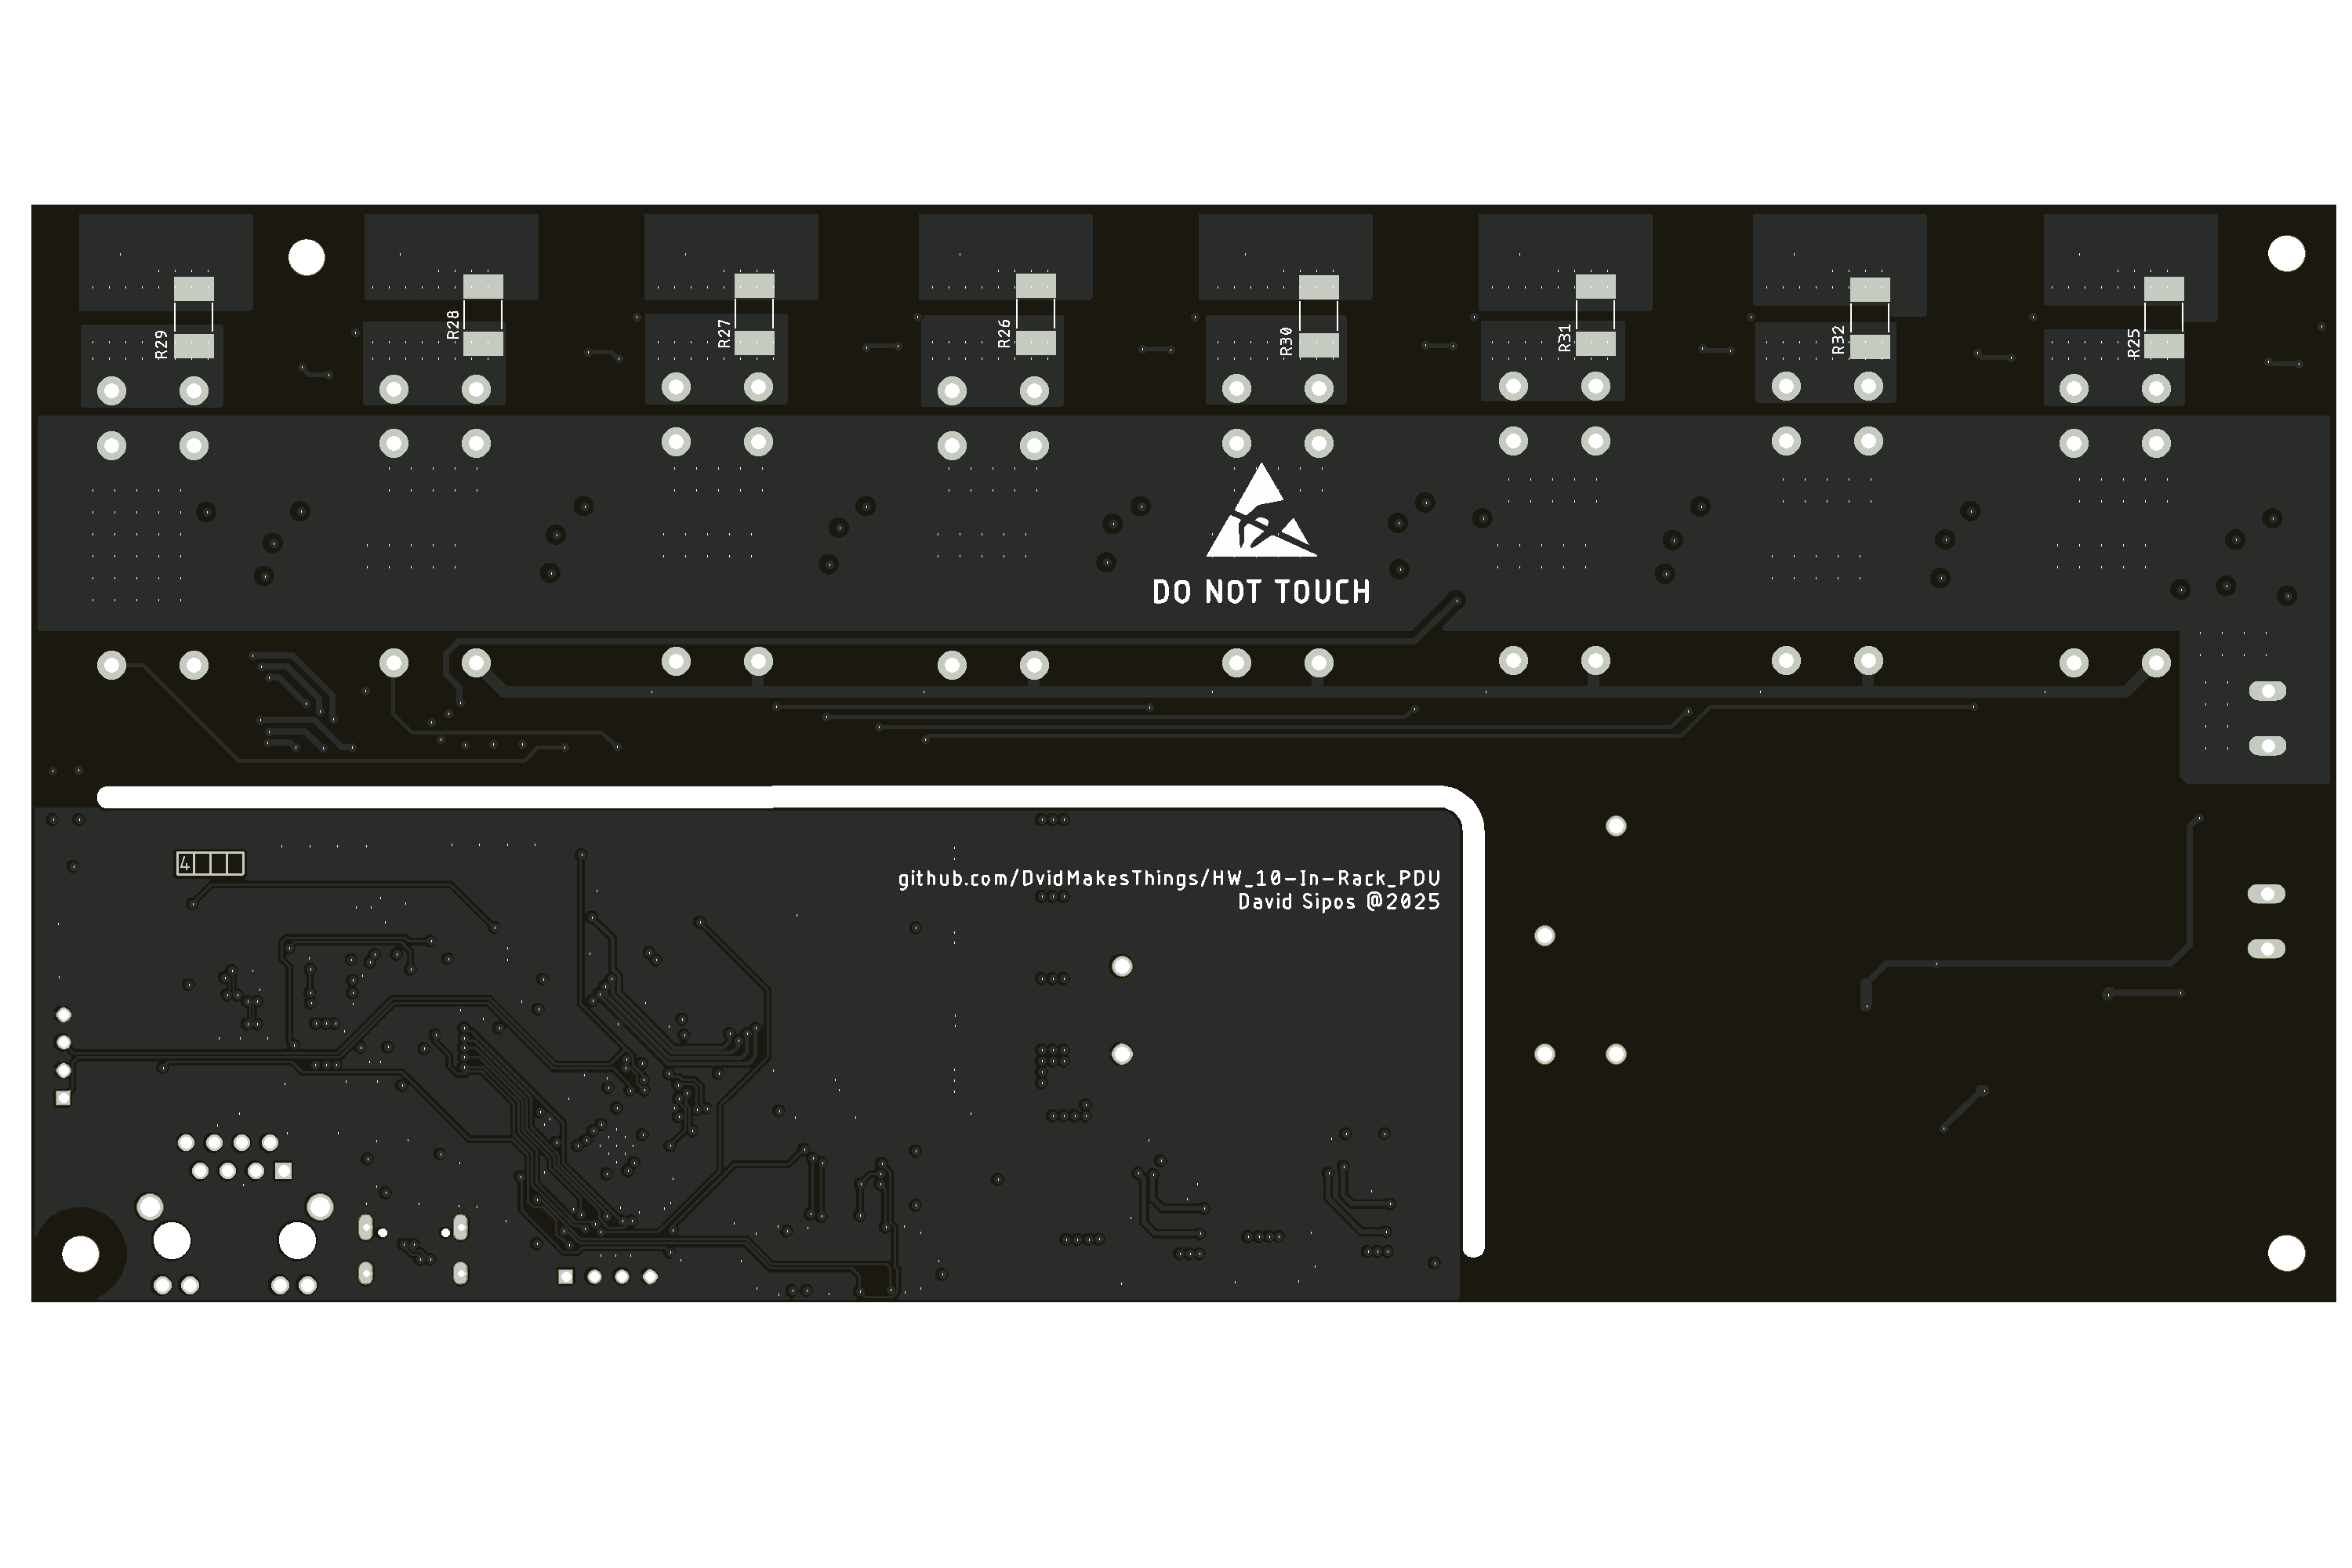 R29
R28
R27
R26
R30
R31
R32
R25
DO NOT TOUCH
4
github.com/DvidMakesThings/HW_10-In-Rack_PDU
David Sipos @2025